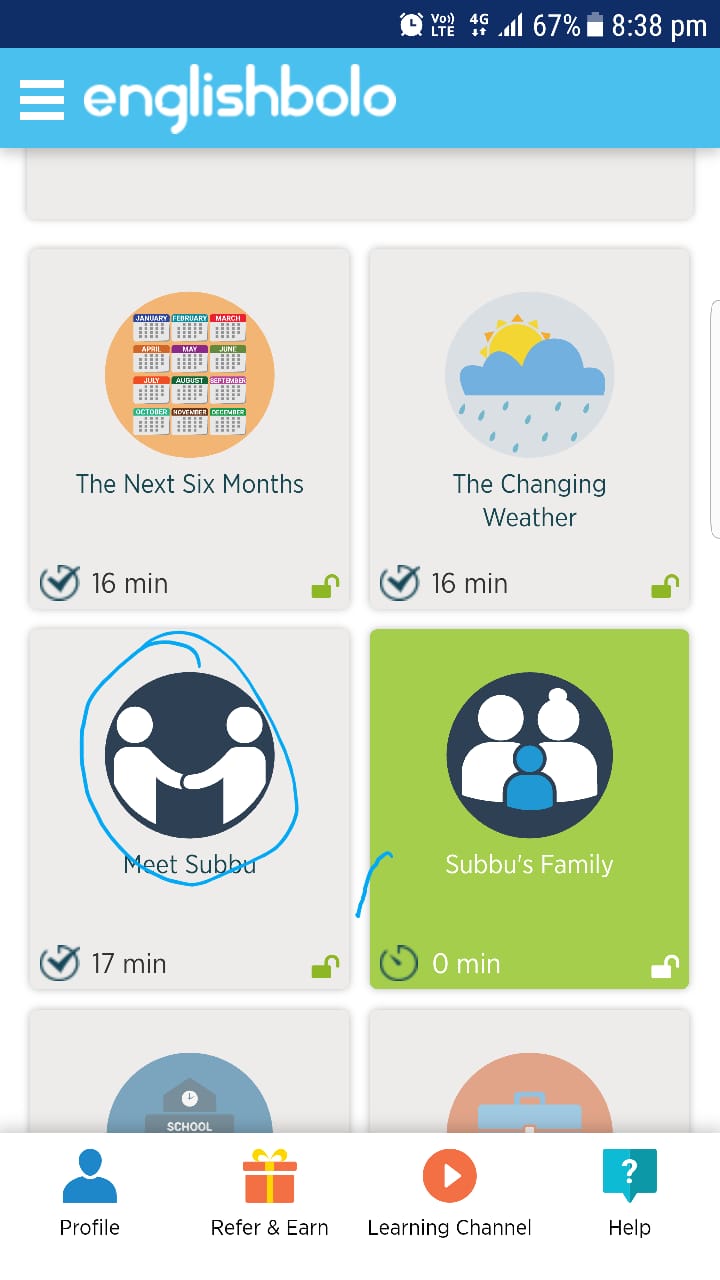 Vo)) LTE 4G 67% 8:38 pm
englishbolo
JANUARY FEBRUARY MARCH
APRIL MAY JUNE
JULY AUGUST SEPTEMBER
OCTOBER NOVEMBER DECEMBER
The Next Six Months
16 min
The Changing
Weather
16 min
Meet Subbu
17 min
Subbu's Family
0 min
SCHOOL
Profile
Refer & Earn
Learning Channel
?
Help